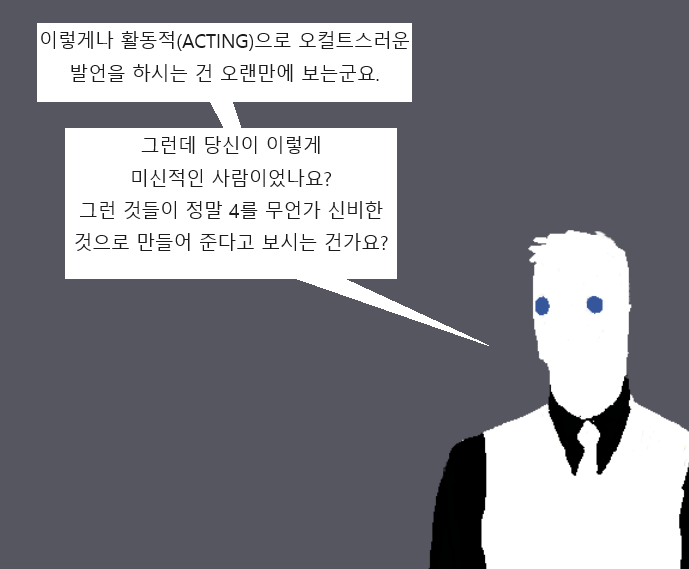 이렇게나 활동적(ACTING)으로 오컬트스러운
발언을 하시는 건 오랜만에 보는군요.
그런데 당신이 이렇게
미신적인 사람이었나요?
그런 것들이 정말 4를 무언가 신비한
것으로 만들어 준다고 보시는 건가요?